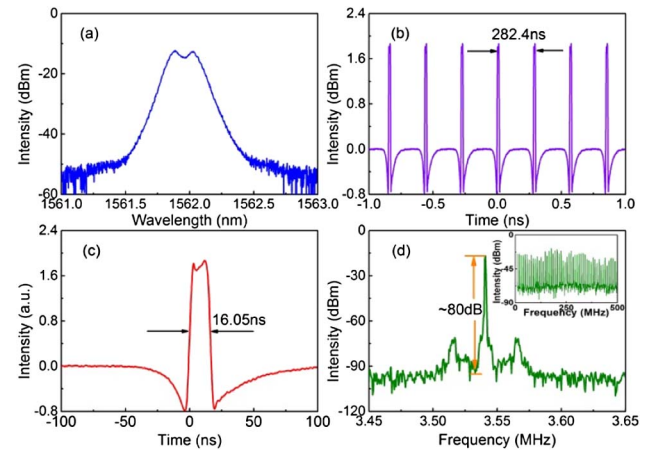 (a)
Intensity (dBm)
0
-20
-40
-60
1561.0 1561.5 1562.0 1562.5 1563.0
Wavelength (nm)
(b)
282.4ns
Intensity (dBm)
2.4
1.6
0.8
0.0
-0.8
-1.0 -0.5 0.0 0.5 1.0
Time (ns)
(c)
16.05ns
Intensity (a.u.)
2.4
1.6
0.8
0.0
-0.8
-100 -50 0 50 100
Time (ns)
(d)
~80dB
Intensity (dBm)
0
-30
-60
-90
-120
3.45 3.50 3.55 3.60 3.65
Frequency (MHz)
Intensity (dBm)
0
-45
-90
0 250 500
Frequency (MHz)